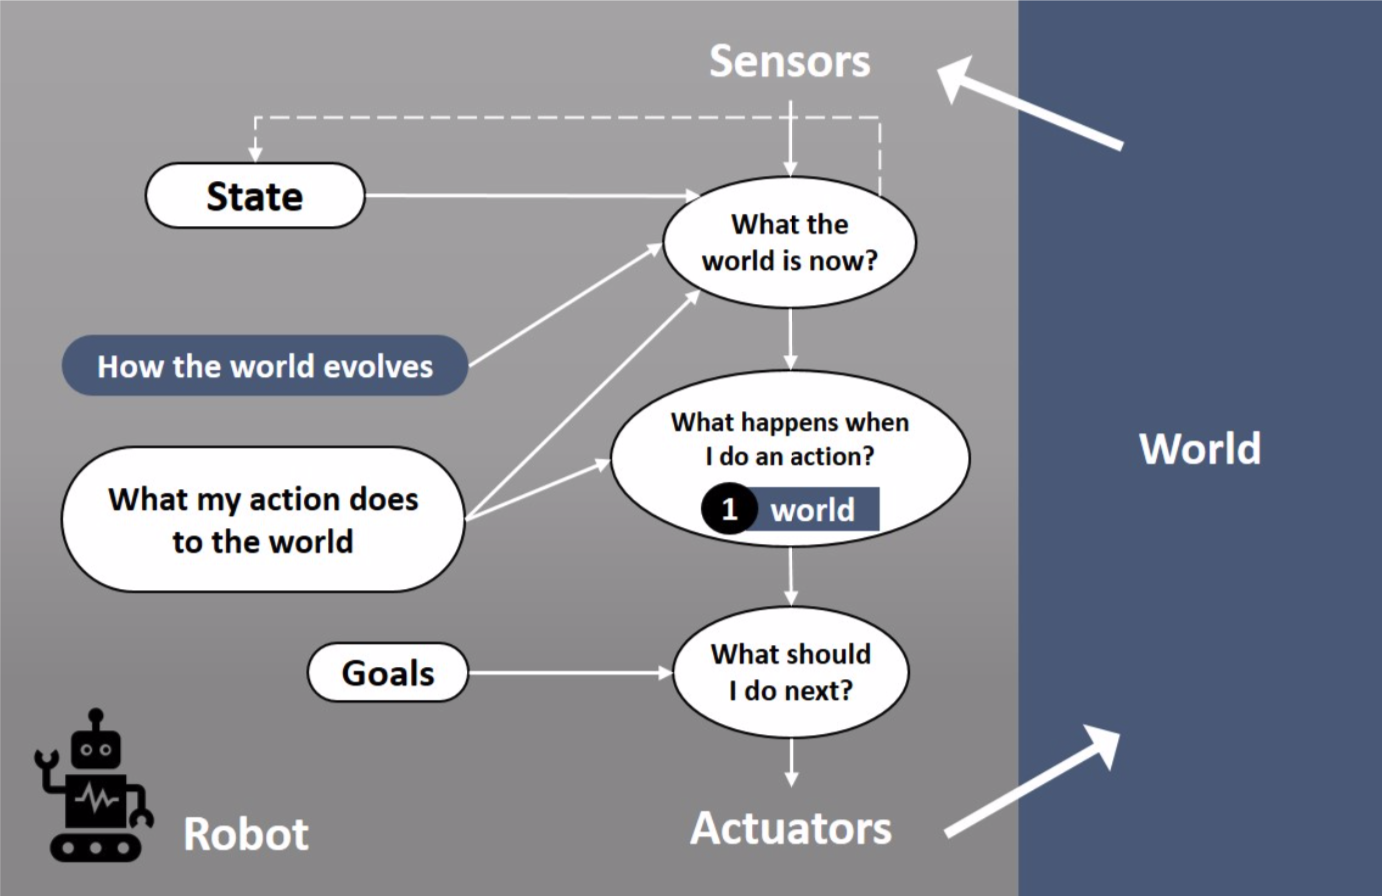 Sensors
State
What the
world is now?
How the world evolves
What happens when
I do an action?
1 world
What my action does
to the world
World
Goals
What should
I do next?
Robot
Actuators